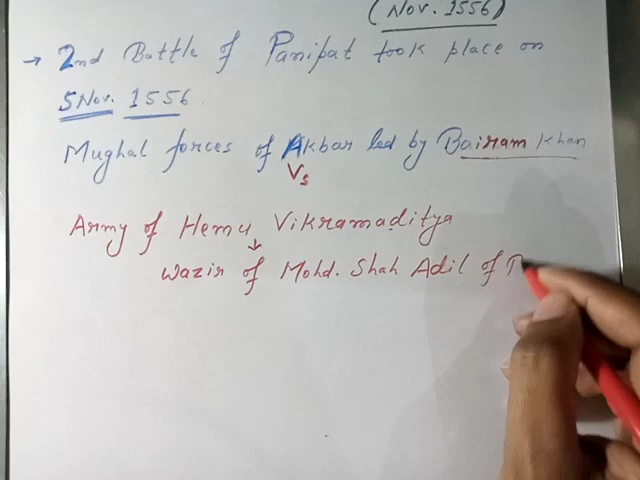 (Nov. 1556)
→ 2nd Battle of Panipat took place on
5 Nov. 1556.
Mughal forces of Akbar led by Bairam Khan
Vs
Army of Hemu Vikramaditya
↓
Wazir of Mohd. Shah Adil of